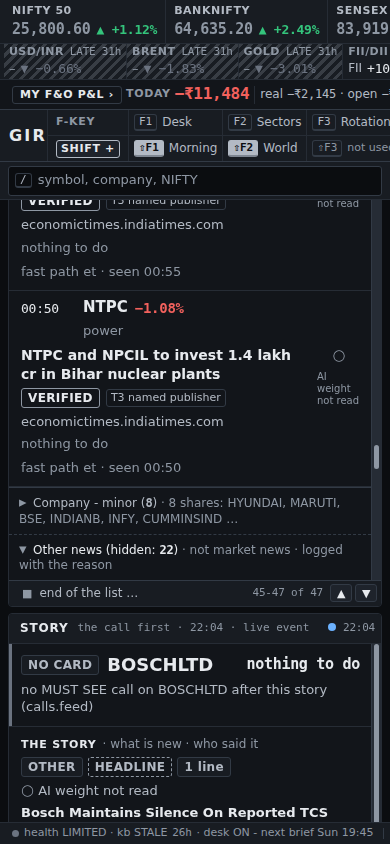 NIFTY 50 BANKNIFTY SENSEX
25,800.60 ▲ +1.12% 64,635.20 ▲ +2.49% 83,919
USD/INR LATE 31h BRENT LATE 31h GOLD LATE 31h FII/DII
— ▼ −0.66% — ▼ −1.83% — ▼ −3.01% FII +10
MY F&O P&L › TODAY −₹11,484 real −₹2,145 · open −₹
GIR F-KEY F1 Desk F2 Sectors F3 Rotation
SHIFT + ⇧F1 Morning ⇧F2 World ⇧F3 not used
/ symbol, company, NIFTY
VERIFIED T3 named publisher not read
economictimes.indiatimes.com
nothing to do
fast path et · seen 00:55
00:50 NTPC −1.08%
power
NTPC and NPCIL to invest 1.4 lakh
cr in Bihar nuclear plants
AI
weight
not read
VERIFIED T3 named publisher
economictimes.indiatimes.com
nothing to do
fast path et · seen 00:50
▶ Company - minor (8) · 8 shares: HYUNDAI, MARUTI,
BSE, INDIANB, INFY, CUMMINSIND …
▼ Other news (hidden: 22) · not market news · logged
with the reason
■ end of the list … 45-47 of 47 ▲ ▼
STORY the call first · 22:04 · live event ● 22:04
NO CARD BOSCHLTD nothing to do
no MUST SEE call on BOSCHLTD after this story
(calls.feed)
THE STORY · what is new · who said it
OTHER HEADLINE 1 line
○ AI weight not read
Bosch Maintains Silence On Reported TCS
● health LIMITED · kb STALE 26h · desk ON - next brief Sun 19:45